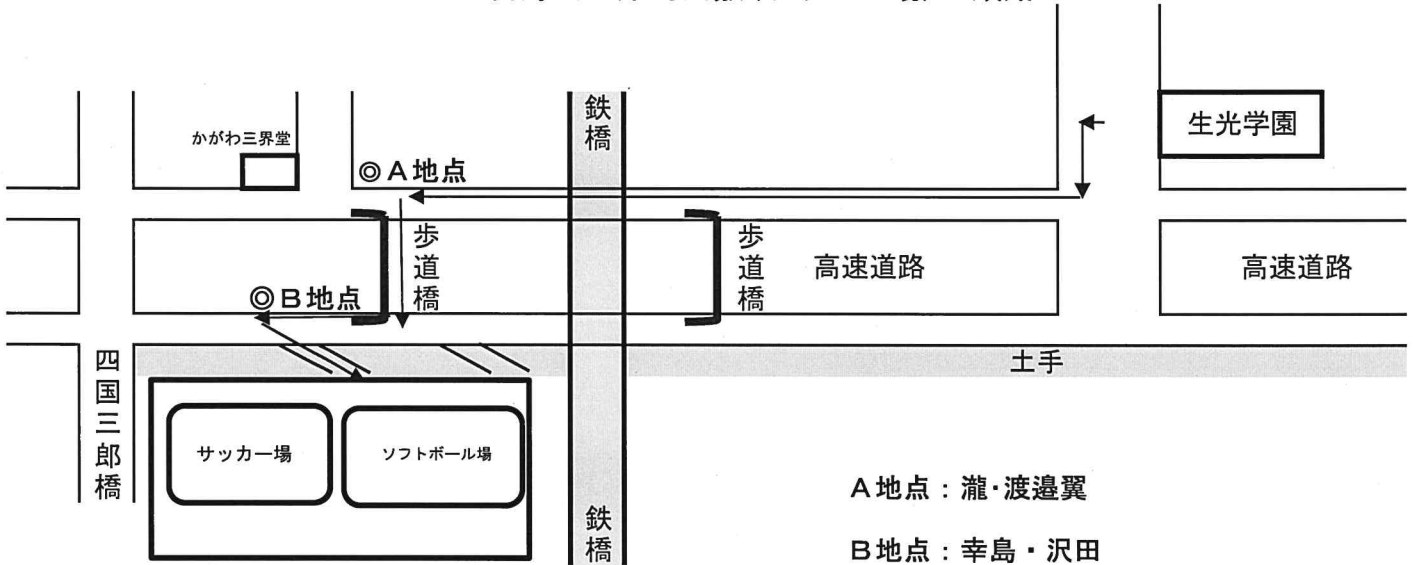 鉄橋
生光学園
かがわ三界堂
◎A地点
歩道橋
歩道橋
高速道路
高速道路
◎B地点
四国三郎橋
土手
サッカー場
ソフトボール場
鉄橋
A地点：瀧・渡邉翼
B地点：幸島・沢田